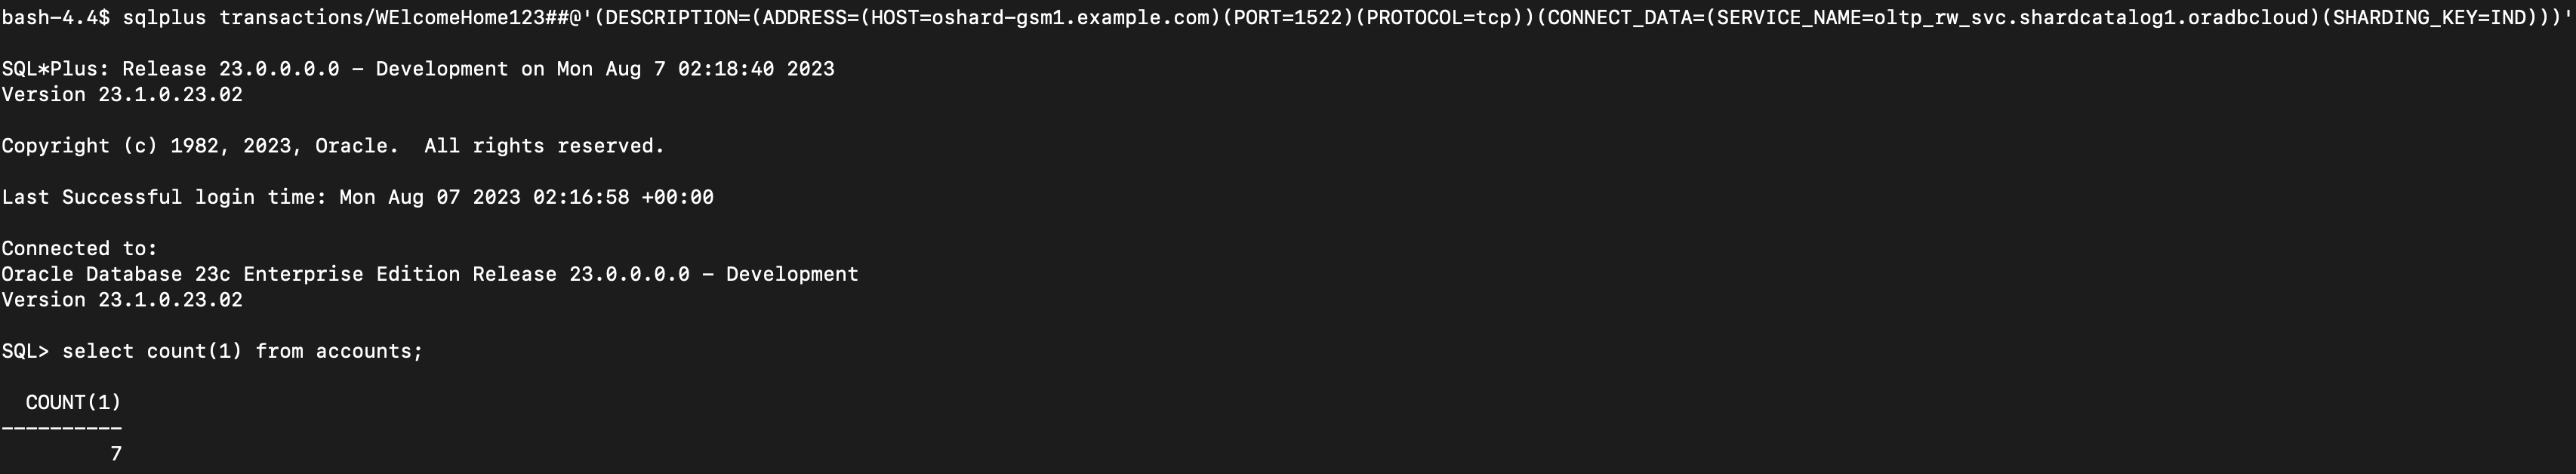 bash-4.4$ sqlplus transactions/WElcomeHome123##@'(DESCRIPTION=(ADDRESS=(HOST=oshard-gsm1.example.com)(PORT=1522)(PROTOCOL=tcp))(CONNECT_DATA=(SERVICE_NAME=oltp_rw_svc.shardcatalog1.oradbcloud)(SHARDING_KEY=IND)))'
SQL*Plus: Release 23.0.0.0.0 – Development on Mon Aug 7 02:18:40 2023
Version 23.1.0.23.02
Copyright (c) 1982, 2023, Oracle.  All rights reserved.
Last Successful login time: Mon Aug 07 2023 02:16:58 +00:00
Connected to:
Oracle Database 23c Enterprise Edition Release 23.0.0.0.0 – Development
Version 23.1.0.23.02
SQL> select count(1) from accounts;
COUNT(1)
----------
7